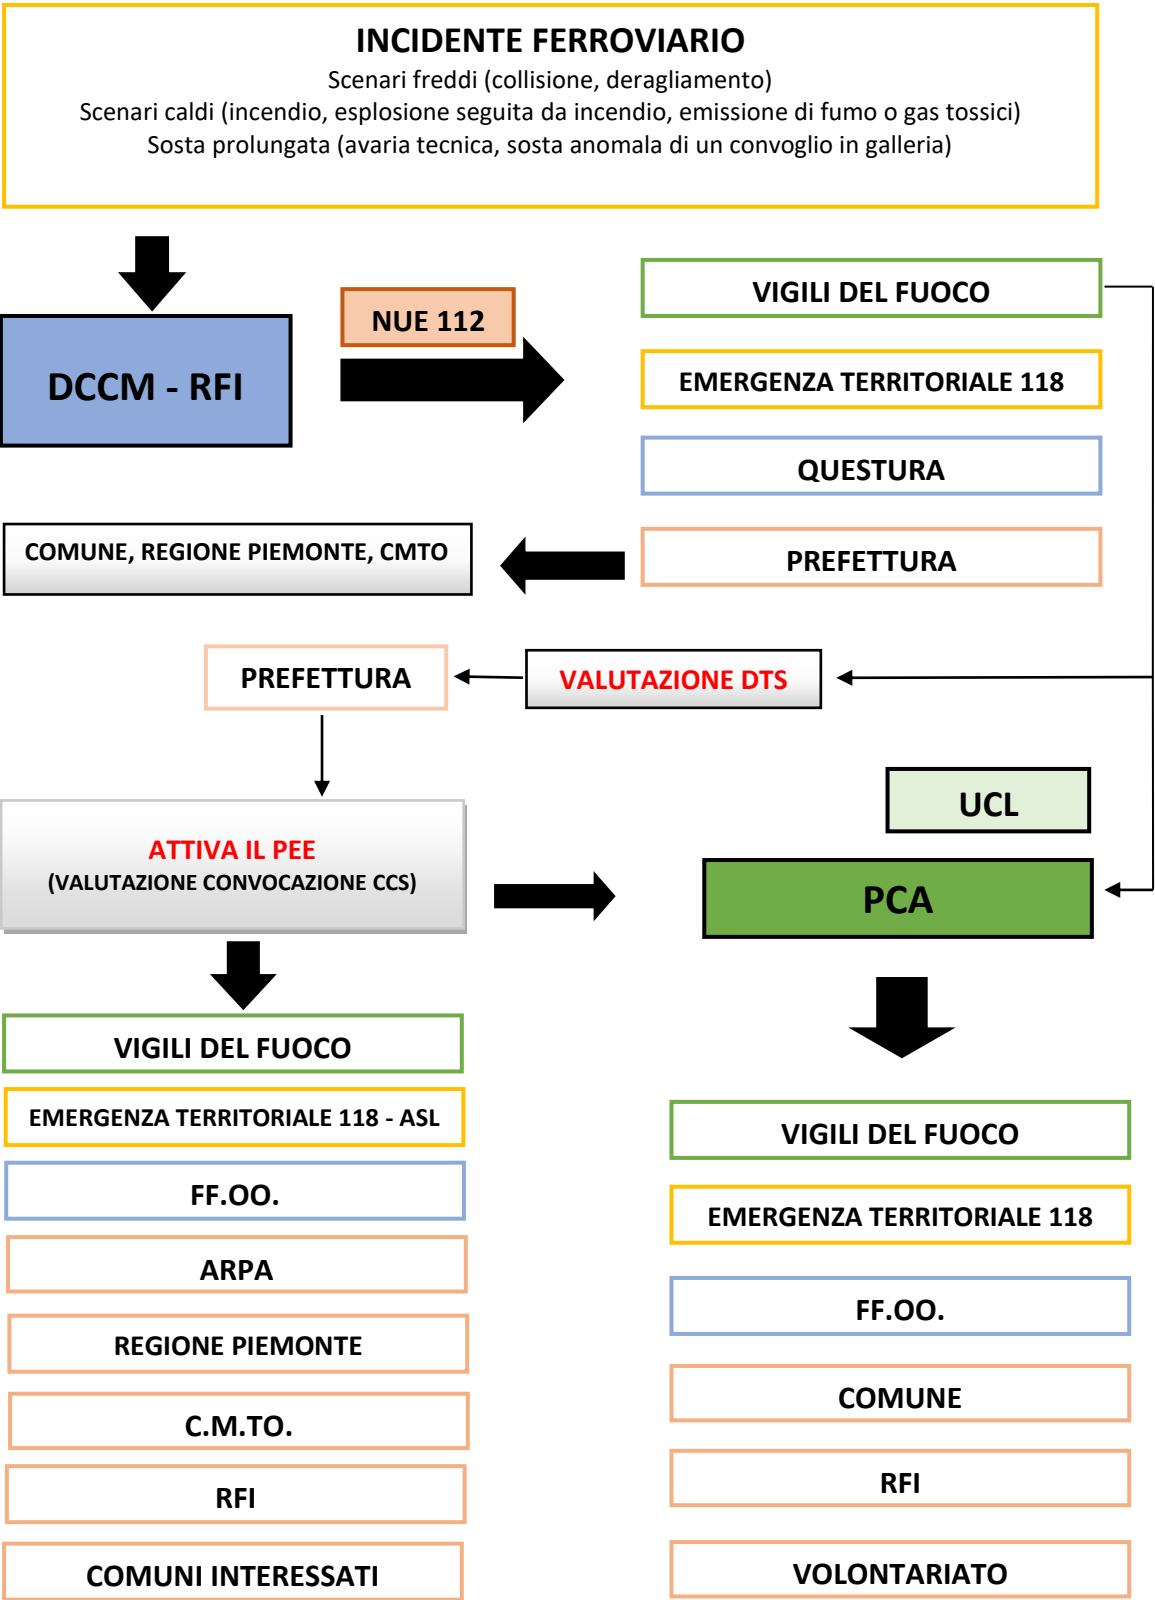 INCIDENTE FERROVIARIO
Scenari freddi (collisione, deragliamento)
Scenari caldi (incendio, esplosione seguita da incendio, emissione di fumo o gas tossici)
Sosta prolungata (avaria tecnica, sosta anomala di un convoglio in galleria)
DCCM - RFI
NUE 112
VIGILI DEL FUOCO
EMERGENZA TERRITORIALE 118
QUESTURA
PREFETTURA
COMUNE, REGIONE PIEMONTE, CMTO
PREFETTURA
VALUTAZIONE DTS
ATTIVA IL PEE
(VALUTAZIONE CONVOCAZIONE CCS)
UCL
PCA
VIGILI DEL FUOCO
EMERGENZA TERRITORIALE 118 - ASL
FF.OO.
ARPA
REGIONE PIEMONTE
C.M.TO.
RFI
COMUNI INTERESSATI
VIGILI DEL FUOCO
EMERGENZA TERRITORIALE 118
FF.OO.
COMUNE
RFI
VOLONTARIATO